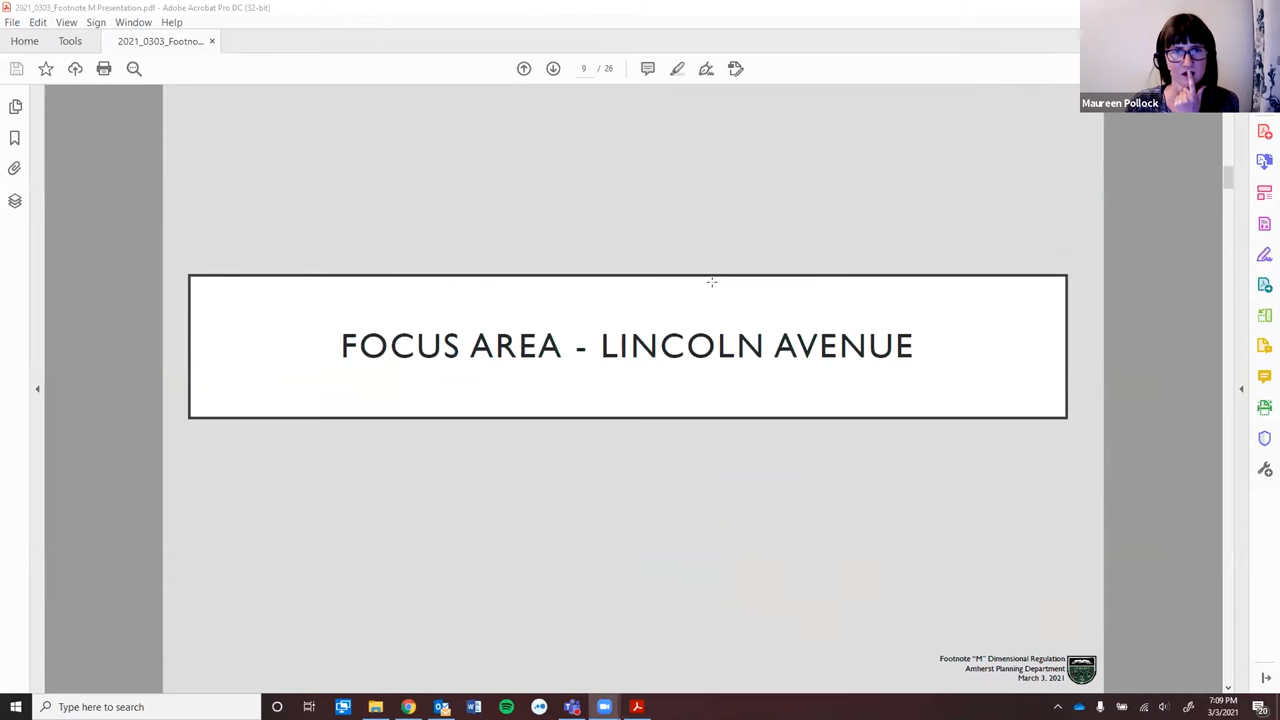 2021_0303_Footnote M Presentation.pdf - Adobe Acrobat Pro DC (32-bit)
File Edit View Sign Window Help
Home Tools 2021_0303_Footno... ×
9 / 26
Maureen Pollock
FOCUS AREA - LINCOLN AVENUE
Footnote "M" Dimensional Regulation
Amherst Planning Department
March 3, 2021
Type here to search
7:09 PM
3/3/2021
20